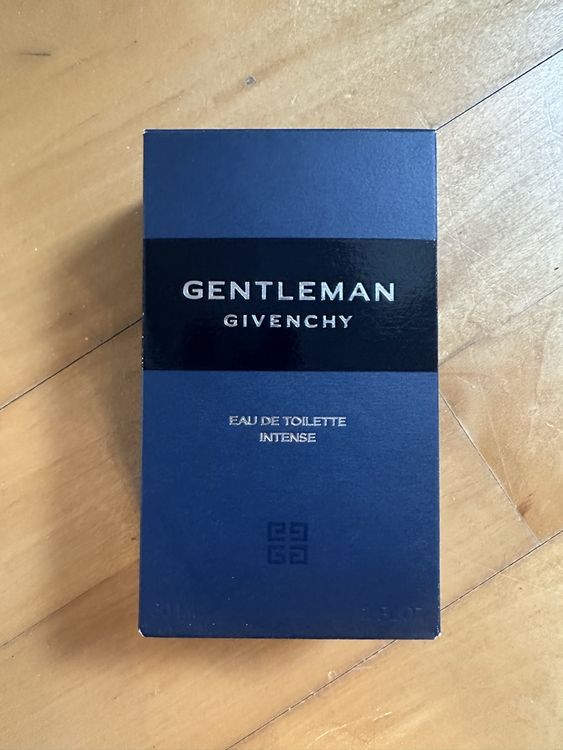 GENTLEMAN
GIVENCHY
EAU DE TOILETTE
INTENSE